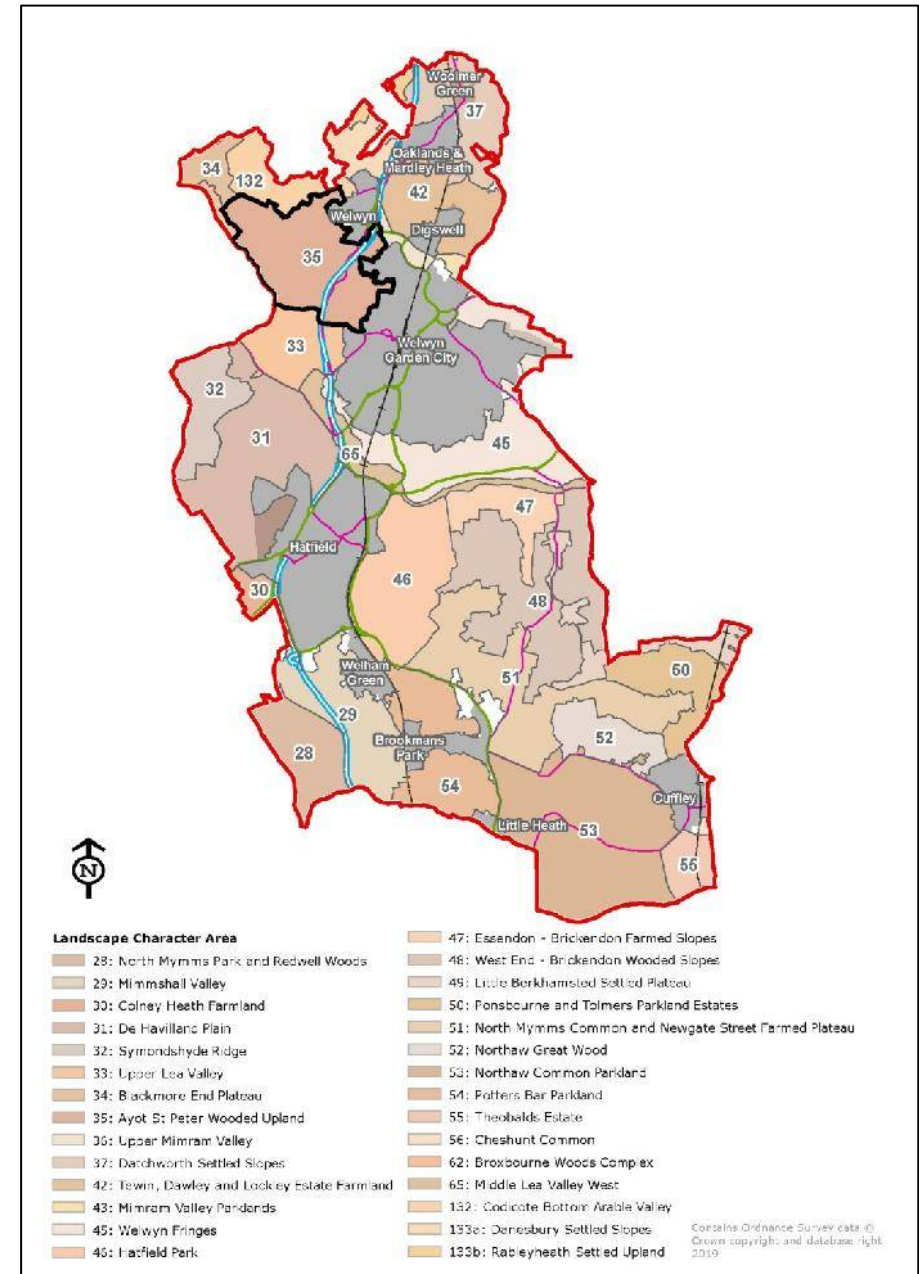 Woolmer
Green
37
Oaklands &
Mardley Heath
34
132
42
Welwyn
Digswell
35
33
Welwyn
Garden City
32
31
45
65
47
Hatfield
46
30
48
Welham
Green
51
50
29
52
Brookmans
Park
28
54
Cuffley
Little Heath
53
55
N
Landscape Character Area
28: North Mymms Park and Redwell Woods
29: Mimmshall Valley
30: Colney Heath Farmland
31: De Havilland Plain
32: Symondshyde Ridge
33: Upper Lea Valley
34: Blackmore End Plateau
35: Ayot St Peter Wooded Upland
36: Upper Mimram Valley
37: Datchworth Settled Slopes
42: Tewin, Dawley and Lockley Estate Farmland
43: Mimram Valley Parklands
45: Welwyn Fringes
46: Hatfield Park
47: Essendon - Brickendon Farmed Slopes
48: West End - Brickendon Wooded Slopes
49: Little Berkhamsted Settled Plateau
50: Ponsbourne and Tolmers Parkland Estates
51: North Mymms Common and Newgate Street Farmed Plateau
52: Northaw Great Wood
53: Northaw Common Parkland
54: Potters Bar Parkland
55: Theobalds Estate
56: Cheshunt Common
62: Broxbourne Woods Complex
65: Middle Lea Valley West
132: Codicote Bottom Arable Valley
133a: Danesbury Settled Slopes
133b: Rableyheath Settled Upland
Contains Ordnance Survey data ©
Crown copyright and database right
2019